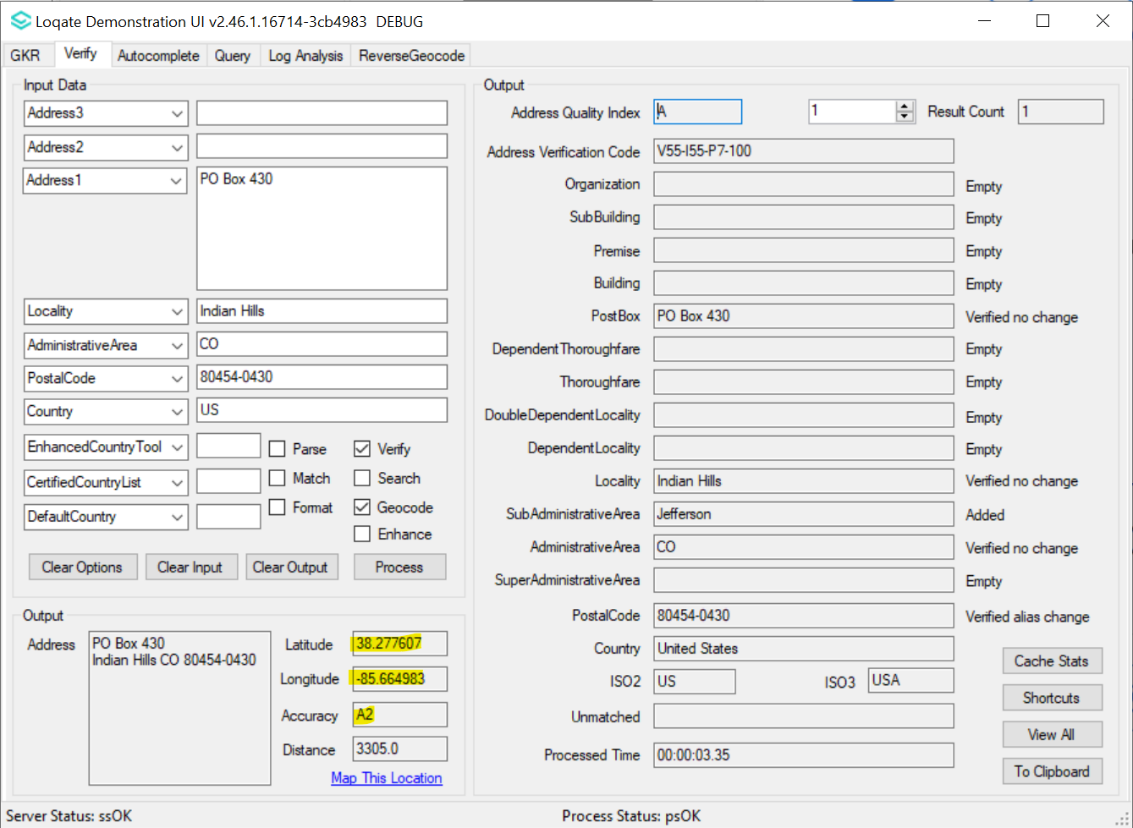 Loqate Demonstration UI v2.46.1.16714-3cb4983 DEBUG
GKR Verify Autocomplete Query Log Analysis ReverseGeocode
Input Data
Address3
Address2
Address1 PO Box 430
Locality Indian Hills
AdministrativeArea CO
PostalCode 80454-0430
Country US
EnhancedCountryTool Parse Verify
CertifiedCountryList Match Search
DefaultCountry Format Geocode
Enhance
Clear Options Clear Input Clear Output Process
Output
Address PO Box 430
Indian Hills CO 80454-0430
Latitude 38.277607
Longitude -85.664983
Accuracy A2
Distance 3305.0
Map This Location
Output
Address Quality Index A 1 Result Count 1
Address Verification Code V55-I55-P7-100
Organization Empty
SubBuilding Empty
Premise Empty
Building Empty
PostBox PO Box 430 Verified no change
DependentThoroughfare Empty
Thoroughfare Empty
DoubleDependentLocality Empty
DependentLocality Empty
Locality Indian Hills Verified no change
SubAdministrativeArea Jefferson Added
AdministrativeArea CO Verified no change
SuperAdministrativeArea Empty
PostalCode 80454-0430 Verified alias change
Country United States
ISO2 US ISO3 USA
Unmatched
Processed Time 00:00:03.35
Cache Stats
Shortcuts
View All
To Clipboard
Server Status: ssOK Process Status: psOK